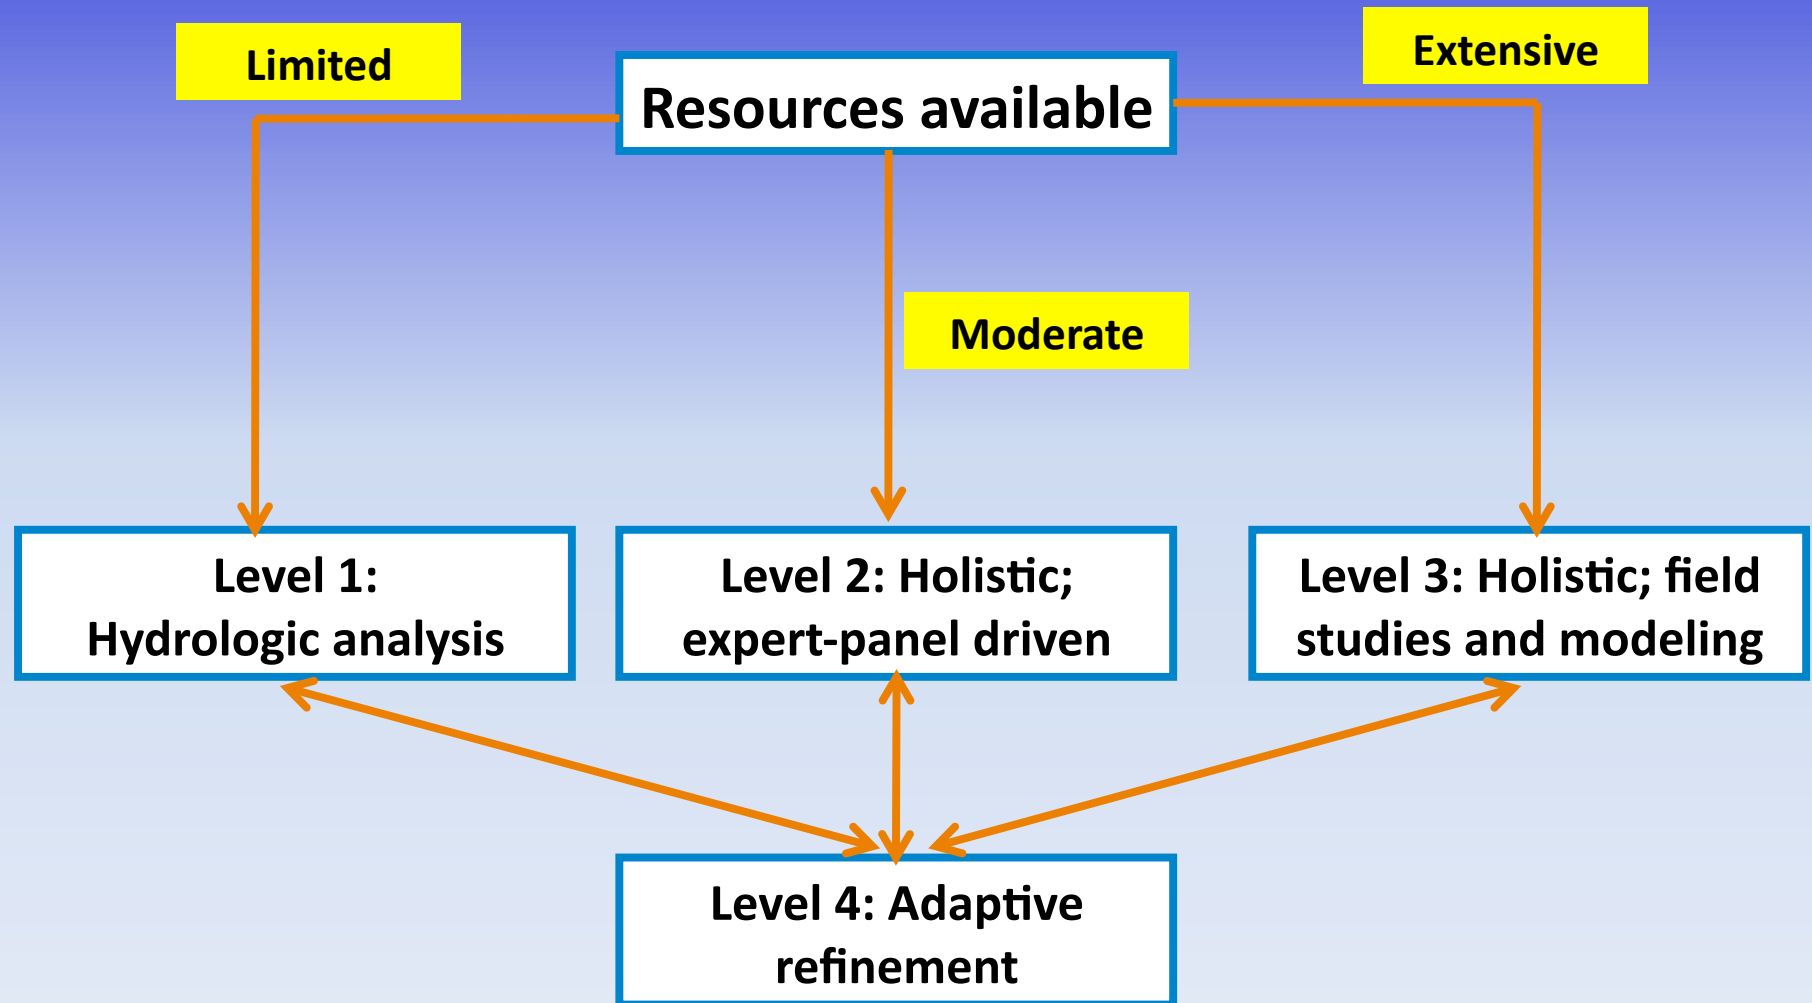 Limited
Resources available
Extensive
Moderate
Level 1:
Hydrologic analysis
Level 2: Holistic;
expert-panel driven
Level 3: Holistic; field
studies and modeling
Level 4: Adaptive
refinement